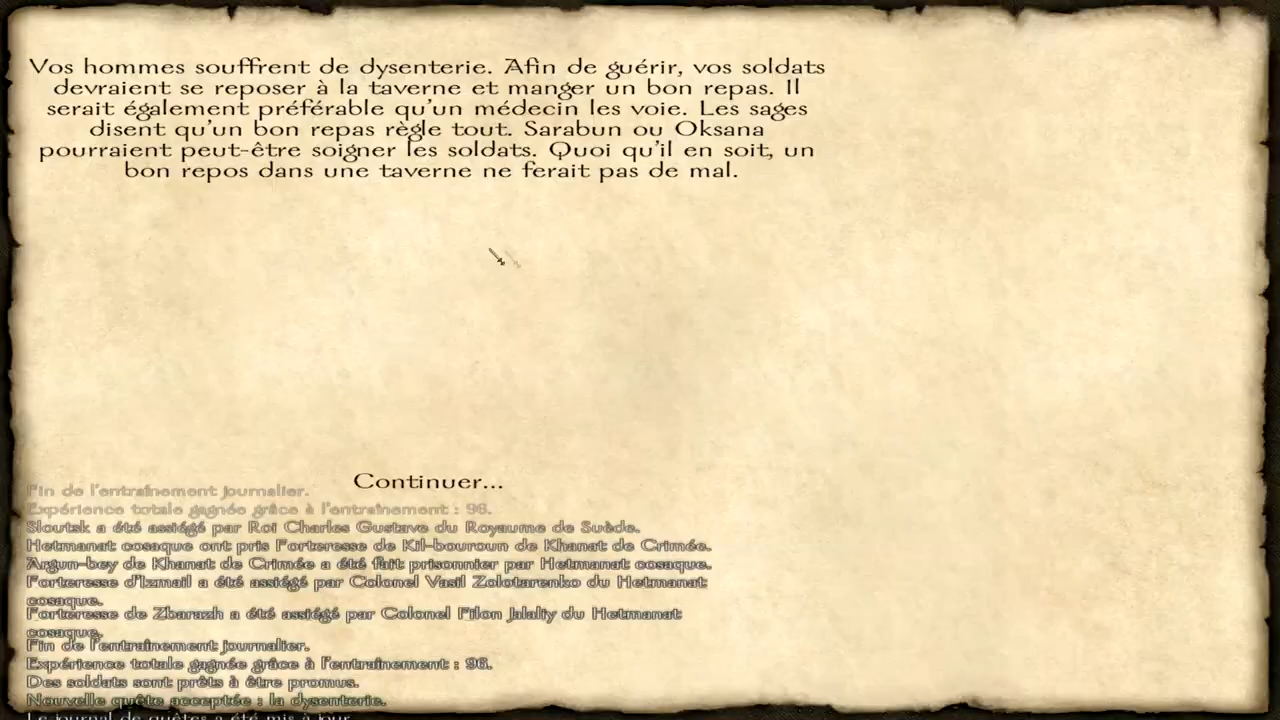 Vos hommes souffrent de dysenterie. Afin de guérir, vos soldats
devraient se reposer à la taverne et manger un bon repas. Il
serait également préférable qu'un médecin les voie. Les sages
disent qu'un bon repas règle tout. Sarabun ou Oksana
pourraient peut-être soigner les soldats. Quoi qu'il en soit, un
bon repos dans une taverne ne ferait pas de mal.
Continuer...
Fin de l'entraînement journalier.
Expérience totale gagnée grâce à l'entraînement : 96.
Sloutsk a été assiégé par Roi Charles Gustave du Royaume de Suède.
Hetmanat cosaque ont pris Forteresse de Kil-bouroun de Khanat de Crimée.
Argun-bey de Khanat de Crimée a été fait prisonnier par Hetmanat cosaque.
Forteresse d'Izmail a été assiégé par Colonel Vasil Zolotarenko du Hetmanat
cosaque.
Forteresse de Zbarazh a été assiégé par Colonel Filon Jalaliy du Hetmanat
cosaque.
Fin de l'entraînement journalier.
Expérience totale gagnée grâce à l'entraînement : 96.
Des soldats sont prêts à être promus.
Nouvelle quête acceptée : la dysenterie.
Le journal de quêtes a été mis à jour.